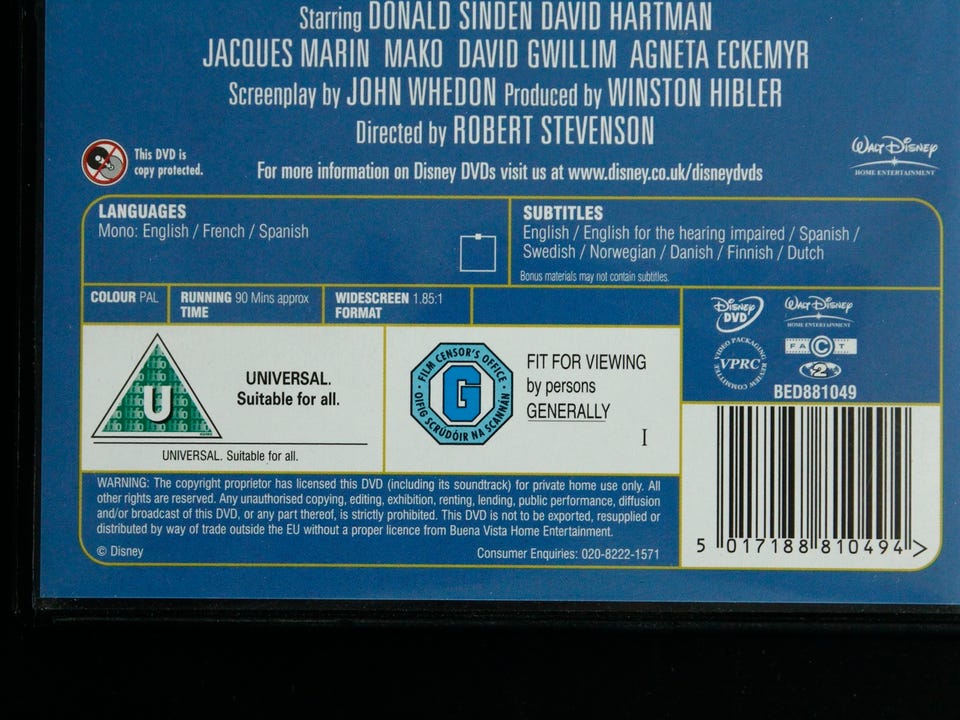 Starring DONALD SINDEN DAVID HARTMAN
JACQUES MARIN MAKO DAVID GWILLIM AGNETA ECKEMYR
Screenplay by JOHN WHEDON Produced by WINSTON HIBLER
Directed by ROBERT STEVENSON
This DVD is
copy protected.
For more information on Disney DVDs visit us at www.disney.co.uk/disneydvds
WALT DISNEY
HOME ENTERTAINMENT
LANGUAGES
Mono: English / French / Spanish
SUBTITLES
English / English for the hearing impaired / Spanish /
Swedish / Norwegian / Danish / Finnish / Dutch
Bonus materials may not contain subtitles.
COLOUR PAL
RUNNING 90 Mins approx
TIME
WIDESCREEN 1.85:1
FORMAT
Disney
DVD
WALT DISNEY
HOME ENTERTAINMENT
VIDEO PACKAGING REVIEW COMMITTEE
VPRC
FACT
2
BED881049
U
UNIVERSAL.
Suitable for all.
UNIVERSAL. Suitable for all.
FILM CENSOR'S OFFICE
G
OIFIG SCRÚDÓIR NA SCANNÁN
FIT FOR VIEWING
by persons
GENERALLY
I
WARNING: The copyright proprietor has licensed this DVD (including its soundtrack) for private home use only. All
other rights are reserved. Any unauthorised copying, editing, exhibition, renting, lending, public performance, diffusion
and/or broadcast of this DVD, or any part thereof, is strictly prohibited. This DVD is not to be exported, resupplied or
distributed by way of trade outside the EU without a proper licence from Buena Vista Home Entertainment.
© Disney
Consumer Enquiries: 020-8222-1571
5 017188 810494 >